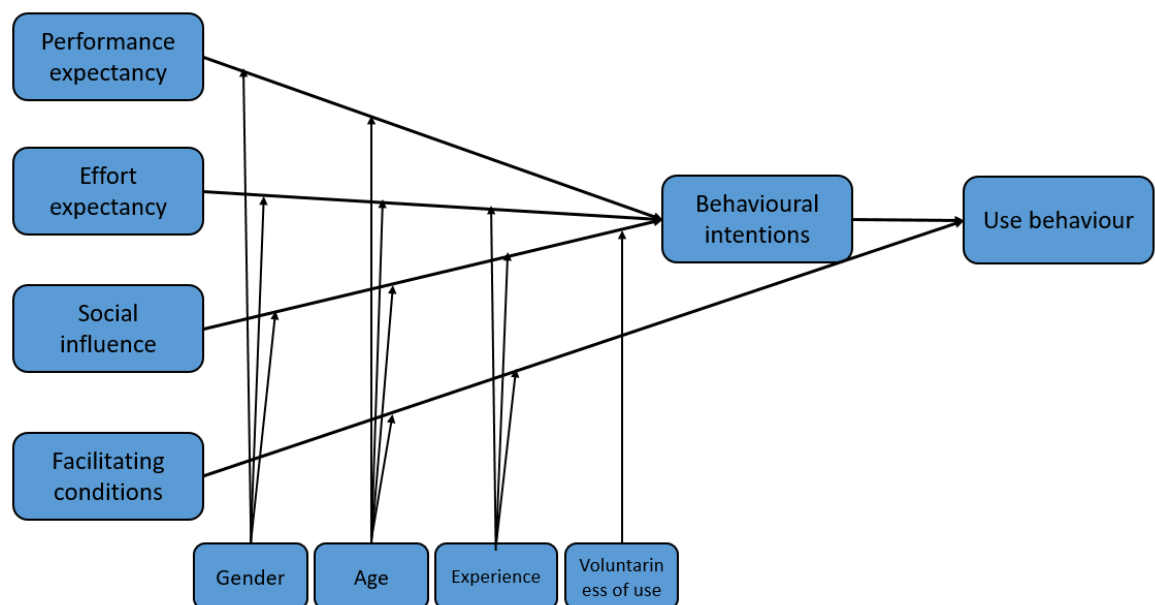 Performance
expectancy
Effort
expectancy
Social
influence
Facilitating
conditions
Behavioural
intentions
Use behaviour
Gender
Age
Experience
Voluntarin
ess of use